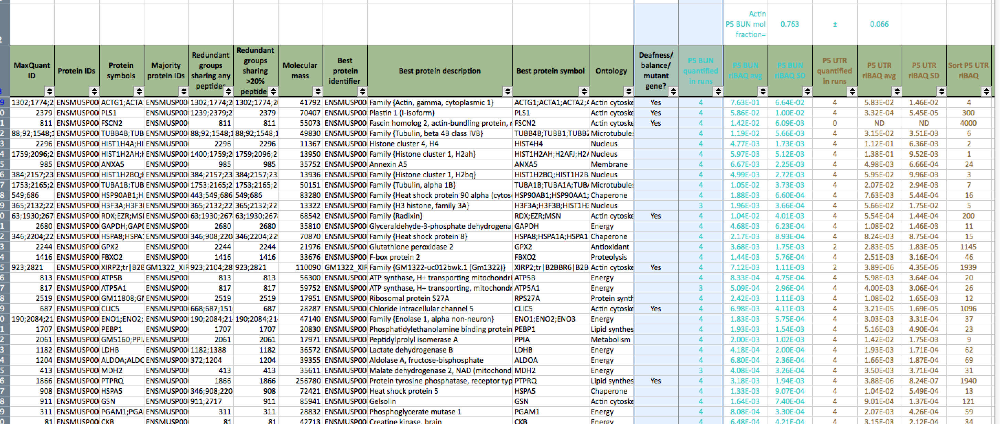 Actin P5 BUN mol fraction= 0.763 ± 0.066
2
3 MaxQuant ID Protein IDs Protein symbols Majority protein IDs Redundant groups sharing any peptides Redundant groups sharing >20% peptide Molecular mass Best protein identifier Best protein description Best protein symbol Ontology Deafness/ balance/ mutant gene? P5 BUN quantified in runs P5 BUN riBAQ avg P5 BUN riBAQ SD P5 UTR quantified in runs P5 UTR riBAQ avg P5 UTR riBAQ SD Sort P5 UTR riBAQ
9 1302;1774;2 ENSMUSP00 ACTG1;ACTA ENSMUSP00 1302;1774;2 1302;1774;2 41792 ENSMUSP00 Family {Actin, gamma, cytoplasmic 1} ACTG1;ACTA1;ACTA2;A Actin cytoske Yes 4 7.63E-01 6.64E-02 4 5.83E-02 1.46E-02 4
0 2379 ENSMUSP00 PLS1 ENSMUSP00 1239;2379;2 2379 70407 ENSMUSP00 Plastin 1 (I-isoform) PLS1 Actin cytoske Yes 4 5.86E-02 1.00E-02 4 3.32E-04 5.45E-05 300
1 811 ENSMUSP00 FSCN2 ENSMUSP00 811 811 55073 ENSMUSP00 Fascin homolog 2, actin-bundling protein, r FSCN2 Actin cytoske Yes 4 1.42E-02 6.09E-03 0 ND ND 4000
2 88;92;1548;1 ENSMUSP00 TUBB4B;TUB ENSMUSP00 88;92;1548;1 88;92;1548;1 49830 ENSMUSP00 Family {Tubulin, beta 4B class IVB} TUBB4B;TUBB1;TUBB2 Microtubules 4 1.19E-02 5.66E-03 4 3.15E-02 3.51E-03 6
3 2296 ENSMUSP00 HIST1H4A;HI ENSMUSP00 2296 2296 11367 ENSMUSP00 Histone cluster 4, H4 HIST4H4 Nucleus 4 4.77E-03 1.73E-03 4 1.12E-01 6.36E-03 2
4 1759;2096;2 ENSMUSP00 HIST1H2AH;H ENSMUSP00 1400;1759;2 1759;2096;2 13950 ENSMUSP00 Family {Histone cluster 1, H2ah} HIST1H2AH;H2AFJ;H2A Nucleus 4 5.97E-03 5.12E-03 4 1.38E-01 9.52E-03 1
5 985 ENSMUSP00 ANXA5 ENSMUSP00 985 985 35752 ENSMUSP00 Annexin A5 ANXA5 Membrane 4 6.67E-03 2.25E-03 4 4.98E-03 6.66E-04 24
6 384;2157;23 ENSMUSP00 HIST1H2BQ;H ENSMUSP00 384;2157;23 384;2157;23 13936 ENSMUSP00 Family {Histone cluster 1, H2bq} HIST1H2BQ;HIST1H2B Nucleus 4 4.99E-03 2.72E-03 4 5.95E-02 9.96E-03 3
7 1753;2165;2 ENSMUSP00 TUBA1B;TUB ENSMUSP00 1753;2165;2 1753;2165;2 50151 ENSMUSP00 Family {Tubulin, alpha 1B} TUBA1B;TUBA1A;TUBA Microtubules 4 1.05E-02 3.73E-03 4 2.07E-02 2.94E-03 7
8 549;686 ENSMUSP00 HSP90AB1;H ENSMUSP00 443;549;686 549;686 83280 ENSMUSP00 Family {Heat shock protein 90 alpha (cytoso HSP90AB1;HSP90AA1; Chaperone 4 1.88E-03 6.60E-04 4 7.63E-03 5.44E-04 16
9 365;2132;22 ENSMUSP00 H3F3A;H3F3 ENSMUSP00 365;2132;22 365;2132;22 13322 ENSMUSP00 Family {H3 histone, family 3A} H3F3A;H3F3B;HIST1H3 Nucleus 3 1.96E-03 3.66E-04 4 5.66E-02 1.75E-02 5
0 63;1930;267 ENSMUSP00 RDX;EZR;MS ENSMUSP00 63;1930;267 63;1930;267 68542 ENSMUSP00 Family {Radixin} RDX;EZR;MSN Actin cytoske Yes 4 1.04E-02 4.01E-03 4 5.54E-04 1.44E-04 200
1 2680 ENSMUSP00 GAPDH;GAPD ENSMUSP00 2680 2680 35810 ENSMUSP00 Glyceraldehyde-3-phosphate dehydrogenas GAPDH Energy 4 4.68E-03 6.23E-04 4 1.08E-02 1.46E-03 11
2 346;2204;22 ENSMUSP00 HSPA8;HSPA1 ENSMUSP00 346;908;220 346;2204;22 70870 ENSMUSP00 Family {Heat shock protein 8} HSPA8;HSPA1A;HSPA1 Chaperone 4 2.17E-03 8.93E-04 4 8.24E-03 8.75E-04 15
3 2244 ENSMUSP00 GPX2 ENSMUSP00 2244 2244 21976 ENSMUSP00 Glutathione peroxidase 2 GPX2 Antioxidant 4 3.68E-03 1.75E-03 2 2.83E-05 1.83E-05 1145
4 1416 ENSMUSP00 FBXO2 ENSMUSP00 1416 1416 33676 ENSMUSP00 F-box protein 2 FBXO2 Proteolysis 4 1.44E-03 5.76E-04 4 2.51E-03 3.16E-04 46
5 923;2821 ENSMUSP00 XIRP2;tr|B2B GM1322_XIR 923;2104;28 923;2821 110090 GM1322_XIR Family {GM1322-uc012bwk.1 (Gm1322)} XIRP2;tr|B2BBR6|B2B Actin cytoske Yes 4 7.12E-03 1.11E-03 2 3.89E-06 4.35E-06 1939
6 813 ENSMUSP00 ATP5B ENSMUSP00 813 813 56300 ENSMUSP00 ATP synthase, H+ transporting mitochondri ATP5B Energy 4 8.33E-04 4.75E-04 4 5.98E-03 3.64E-04 20
7 817 ENSMUSP00 ATP5A1 ENSMUSP00 817 817 59752 ENSMUSP00 ATP synthase, H+ transporting, mitochondr ATP5A1 Energy 3 5.09E-04 2.96E-04 4 4.00E-03 3.06E-04 26
8 2519 ENSMUSP00 GM11808;GM ENSMUSP00 2519 2519 17951 ENSMUSP00 Ribosomal protein S27A RPS27A Protein synth 4 2.42E-03 1.11E-03 4 1.08E-02 1.65E-03 12
9 687 ENSMUSP00 CLIC5 ENSMUSP00 668;687;151 687 28287 ENSMUSP00 Chloride intracellular channel 5 CLIC5 Actin cytoske Yes 4 6.98E-03 4.11E-03 4 3.21E-05 1.69E-05 1096
0 190;2084;21 ENSMUSP00 ENO1;ENO2; ENSMUSP00 190;2084;21 190;2084;21 47140 ENSMUSP00 Family {Enolase 1, alpha non-neuron} ENO1;ENO2;ENO3 Energy 4 1.83E-03 5.75E-04 4 3.03E-03 3.31E-04 37
1 1707 ENSMUSP00 PEBP1 ENSMUSP00 1707 1707 20830 ENSMUSP00 Phosphatidylethanolamine binding protein PEBP1 Lipid synthes 4 1.93E-03 1.54E-03 4 5.16E-03 4.90E-04 23
2 2061 ENSMUSP00 GM5160;PPI ENSMUSP00 2061 2061 17971 ENSMUSP00 Peptidylprolyl isomerase A PPIA Metabolism 4 2.00E-03 1.02E-03 4 1.42E-02 1.75E-03 9
3 1182 ENSMUSP00 LDHB ENSMUSP00 1182;1388 1182 36572 ENSMUSP00 Lactate dehydrogenase B LDHB Energy 4 4.18E-04 2.00E-04 4 1.93E-03 1.71E-04 62
4 1204 ENSMUSP00 ALDOA;ALDO ENSMUSP00 372;1204 1204 39355 ENSMUSP00 Aldolase A, fructose-bisphosphate ALDOA Energy 4 6.80E-04 2.36E-04 4 1.66E-03 1.87E-04 69
5 413 ENSMUSP00 MDH2 ENSMUSP00 413 413 35611 ENSMUSP00 Malate dehydrogenase 2, NAD (mitochond MDH2 Energy 3 4.08E-04 3.26E-04 4 3.50E-03 3.71E-04 31
6 1866 ENSMUSP00 PTPRQ ENSMUSP00 1866 1866 256780 ENSMUSP00 Protein tyrosine phosphatase, receptor typ PTPRQ Lipid synthes Yes 4 3.18E-03 1.94E-03 4 3.88E-06 8.24E-07 1940
7 908 ENSMUSP00 HSPA5 ENSMUSP00 346;908;220 908 72421 ENSMUSP00 Heat shock protein 5 HSPA5 Chaperone 4 1.33E-03 9.07E-04 4 1.04E-02 5.49E-04 13
8 911 ENSMUSP00 GSN ENSMUSP00 911;2717 911 85941 ENSMUSP00 Gelsolin GSN Actin cytoske 4 1.64E-03 7.40E-04 4 9.01E-04 1.37E-04 121
9 311 ENSMUSP00 PGAM1;PGA ENSMUSP00 311 311 28832 ENSMUSP00 Phosphoglycerate mutase 1 PGAM1 Energy 4 8.08E-04 3.30E-04 4 2.07E-03 4.26E-04 59
0 81 ENSMUSP00 CKB ENSMUSP00 81 81 42713 ENSMUSP00 Creatine kinase, brain CKB Energy 4 6.48E-04 4.21E-04 4 3.15E-03 2.12E-04 34